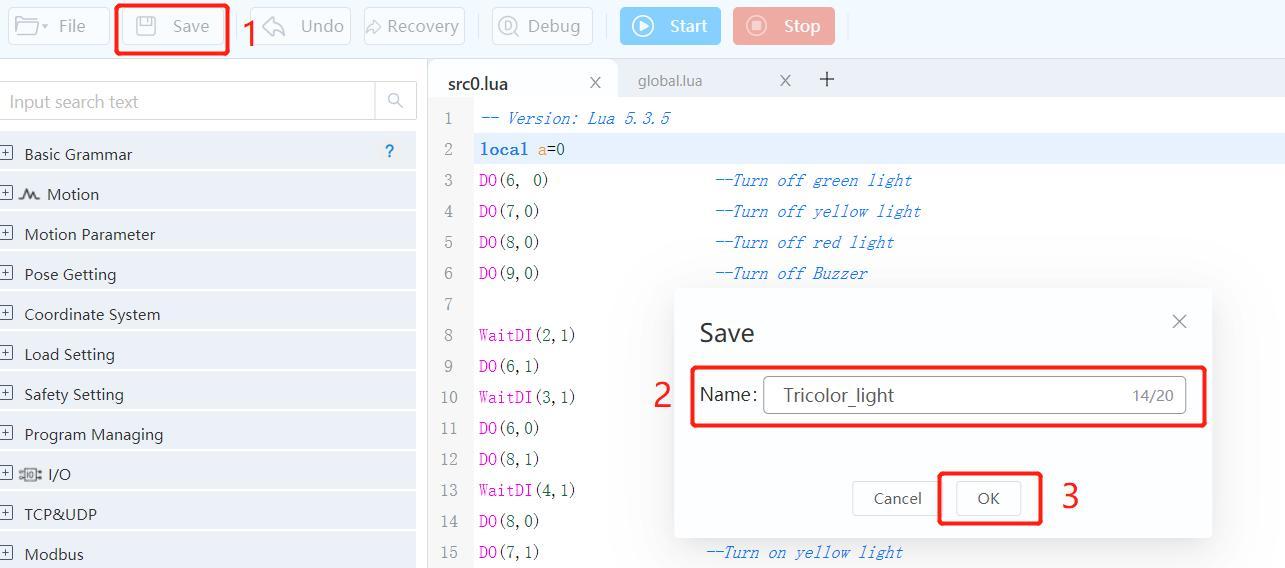 File Save 1 Undo Recovery Debug Start Stop
src0.lua global.lua
Input search text
Basic Grammar ?
Motion
Motion Parameter
Pose Getting
Coordinate System
Load Setting
Safety Setting
Program Managing
I/O
TCP&UDP
Modbus
1 -- Version: Lua 5.3.5
2 local a=0
3 DO(6, 0) --Turn off green light
4 DO(7,0) --Turn off yellow light
5 DO(8,0) --Turn off red light
6 DO(9,0) --Turn off Buzzer
7
8 WaitDI(2,1)
9 DO(6,1)
10 WaitDI(3,1)
11 DO(6,0)
12 DO(8,1)
13 WaitDI(4,1)
14 DO(8,0)
15 DO(7,1) --Turn on yellow light
Save
2 Name: Tricolor_light 14/20
Cancel OK 3